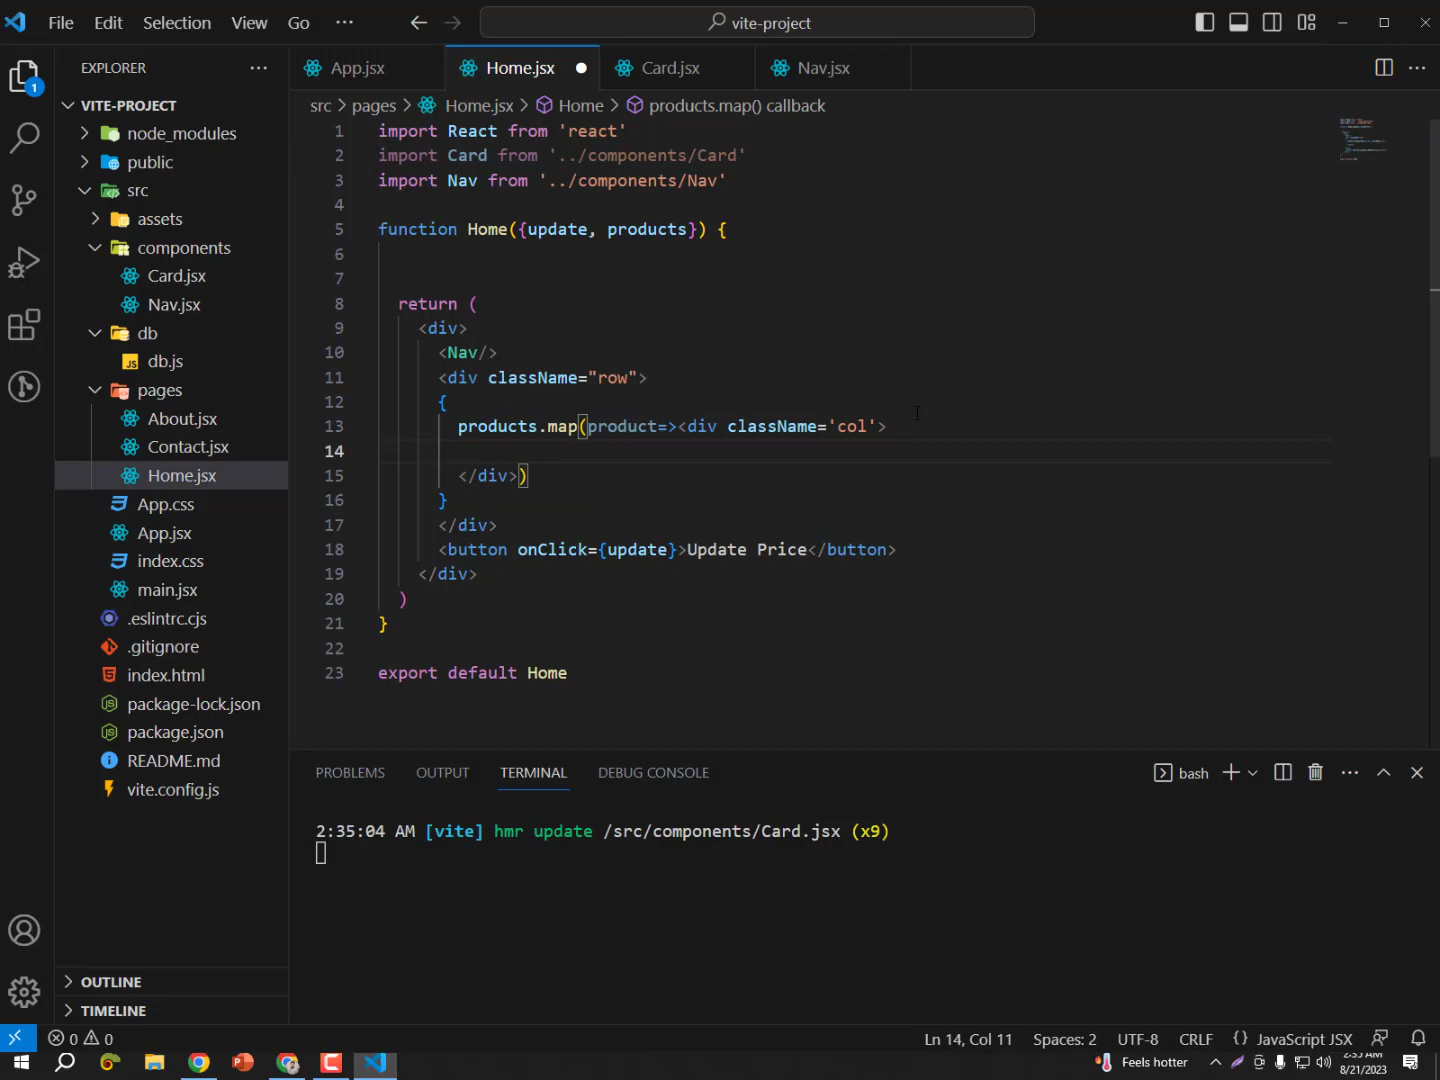 File Edit Selection View Go ··· vite-project
EXPLORER ···
App.jsx Home.jsx Card.jsx Nav.jsx ···
VITE-PROJECT
node_modules
public
src
assets
components
Card.jsx
Nav.jsx
db
db.js
pages
About.jsx
Contact.jsx
Home.jsx
App.css
App.jsx
index.css
main.jsx
.eslintrc.cjs
.gitignore
index.html
package-lock.json
package.json
README.md
vite.config.js
OUTLINE
TIMELINE
1
src > pages > Home.jsx > Home > products.map() callback
1 import React from 'react'
2 import Card from '../components/Card'
3 import Nav from '../components/Nav'
4
5 function Home({update, products}) {
6
7
8 return (
9 <div>
10 <Nav/>
11 <div className="row">
12 {
13 products.map(product=><div className='col'>
14
15 </div>)
16 }
17 </div>
18 <button onClick={update}>Update Price</button>
19 </div>
20 )
21 }
22
23 export default Home
PROBLEMS OUTPUT TERMINAL DEBUG CONSOLE bash ···
2:35:04 AM [vite] hmr update /src/components/Card.jsx (x9)
0 0 Ln 14, Col 11 Spaces: 2 UTF-8 CRLF {} JavaScript JSX
Feels hotter
2:35 AM
8/21/2023